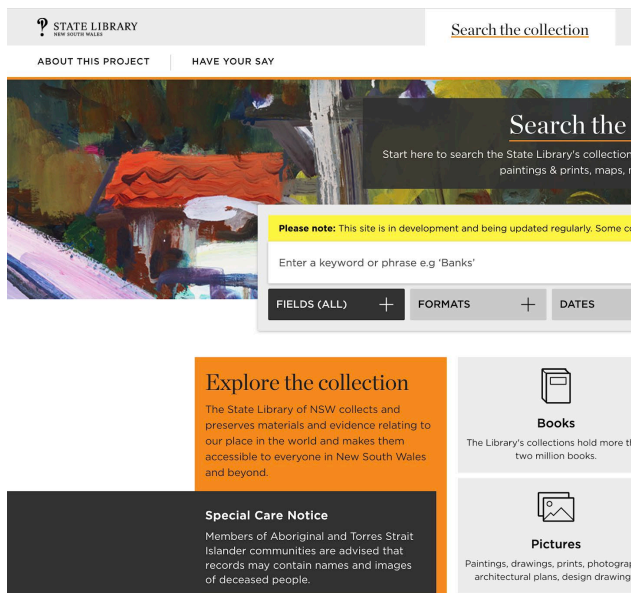 STATE LIBRARY
NEW SOUTH WALES
Search the collection
ABOUT THIS PROJECT
HAVE YOUR SAY
Search the
Start here to search the State Library's collection
paintings & prints, maps,
Please note: This site is in development and being updated regularly. Some
Enter a keyword or phrase e.g 'Banks'
FIELDS (ALL)
FORMATS
DATES
Explore the collection
The State Library of NSW collects and
preserves materials and evidence relating to
our place in the world and makes them
accessible to everyone in New South Wales
and beyond.
Special Care Notice
Members of Aboriginal and Torres Strait
Islander communities are advised that
records may contain names and images
of deceased people.
Books
The Library's collections hold more
two million books.
Pictures
Paintings, drawings, prints,
architectural plans, design